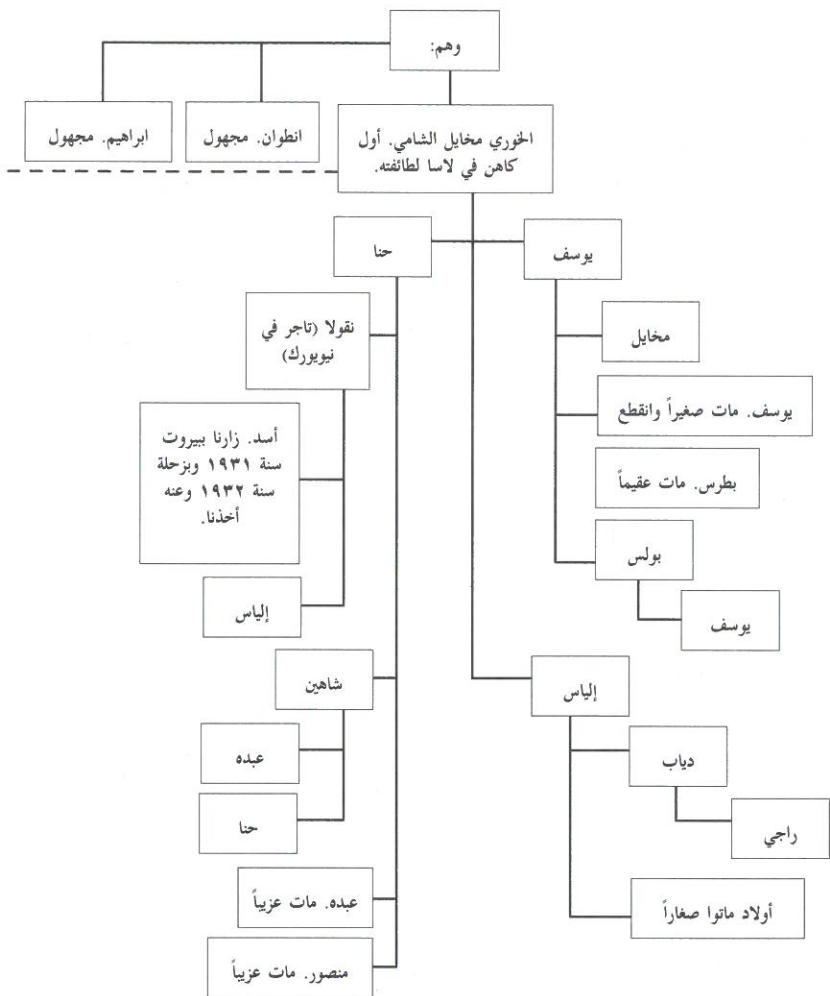 وهم:
الخوري مخايل الشامي. أول
كاهن في لاسا لطائفته.
انطوان. مجهول
ابراهيم. مجهول
يوسف
مخايل
يوسف. مات صغيراً وانقطع
بطرس. مات عقيماً
بولس
يوسف
إلياس
دياب
راجي
أولاد ماتوا صغاراً
حنا
نقولا (تاجر في
نيويورك)
أسد. زارنا ببيروت
سنة ١٩٣١ وبزحلة
سنة ١٩٣٢ وعنه
أخذنا.
إلياس
شاهين
عبده
حنا
عبده. مات عزيباً
منصور. مات عزيباً